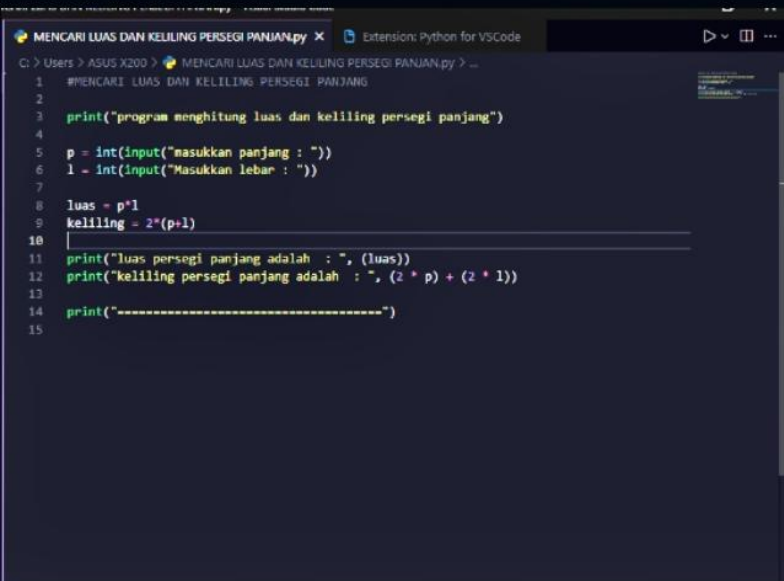 MENCARI LUAS DAN KELILING PERSEGI PANJAN.py Extension: Python for VSCode
C: > Users > ASUS X200 > MENCARI LUAS DAN KELILING PERSEGI PANJAN.py > ...
1 #MENCARI LUAS DAN KELILING PERSEGI PANJANG
2
3 print("program menghitung luas dan keliling persegi panjang")
4
5 p = int(input("masukkan panjang : "))
6 l = int(input("Masukkan lebar : "))
7
8 luas = p*l
9 keliling = 2*(p+l)
10
11 print("luas persegi panjang adalah : ", (luas))
12 print("keliling persegi panjang adalah : ", (2 * p) + (2 * l))
13
14 print("=====================================")
15